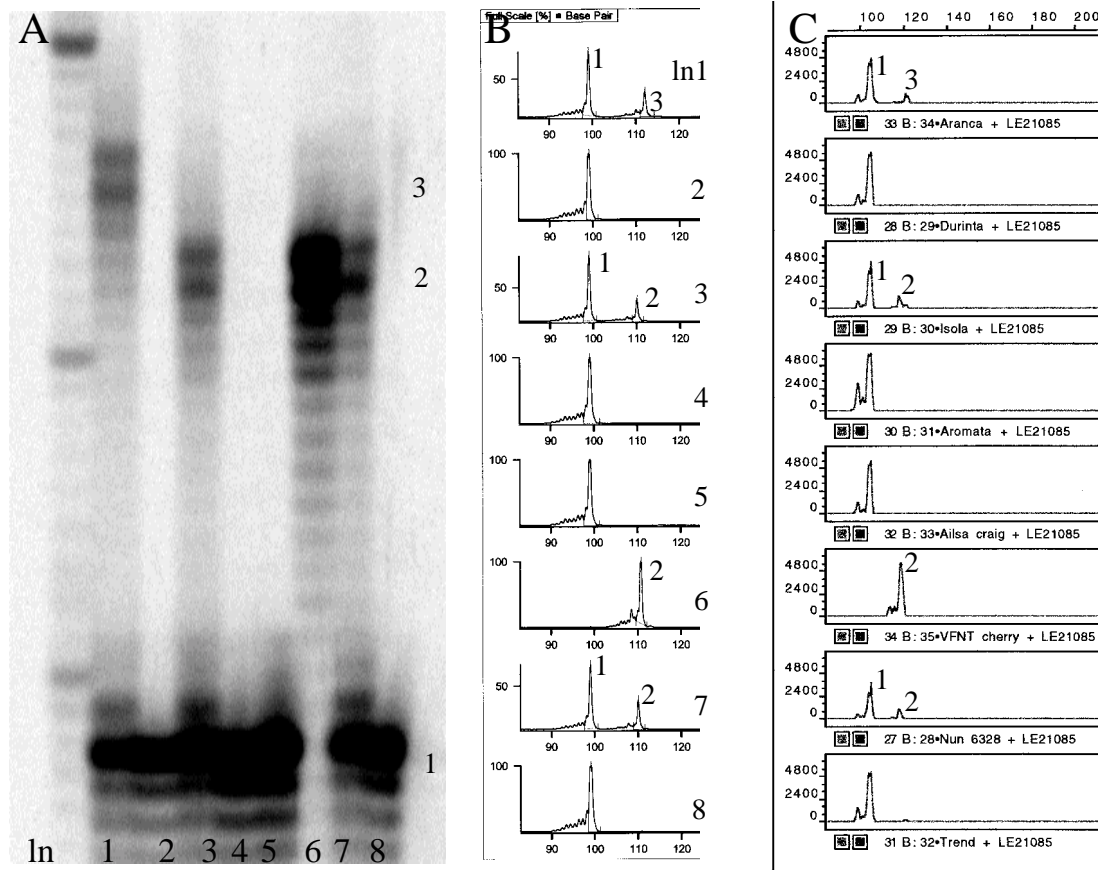 A
3
2
1
ln 1 2 3 4 5 6 7 8
B
Full Scale [%] ▪ Base Pair
50
1
3
ln1
90 100 110 120
100
2
90 100 110 120
50
1
2
3
90 100 110 120
100
4
90 100 110 120
100
5
90 100 110 120
100
2
6
90 100 110 120
50
1
2
7
90 100 110 120
100
8
90 100 110 120
C
100 120 140 160 180 200
4800
2400
0
1
3
33 B: 34•Aranca + LE21085
4800
2400
0
28 B: 29•Durinta + LE21085
4800
2400
0
1
2
29 B: 30•Isola + LE21085
4800
2400
0
30 B: 31•Aromata + LE21085
4800
2400
0
32 B: 33•Ailsa craig + LE21085
4800
2400
0
2
34 B: 35•VFNT cherry + LE21085
4800
2400
0
1
2
27 B: 28•Nun 6328 + LE21085
4800
2400
0
31 B: 32•Trend + LE21085